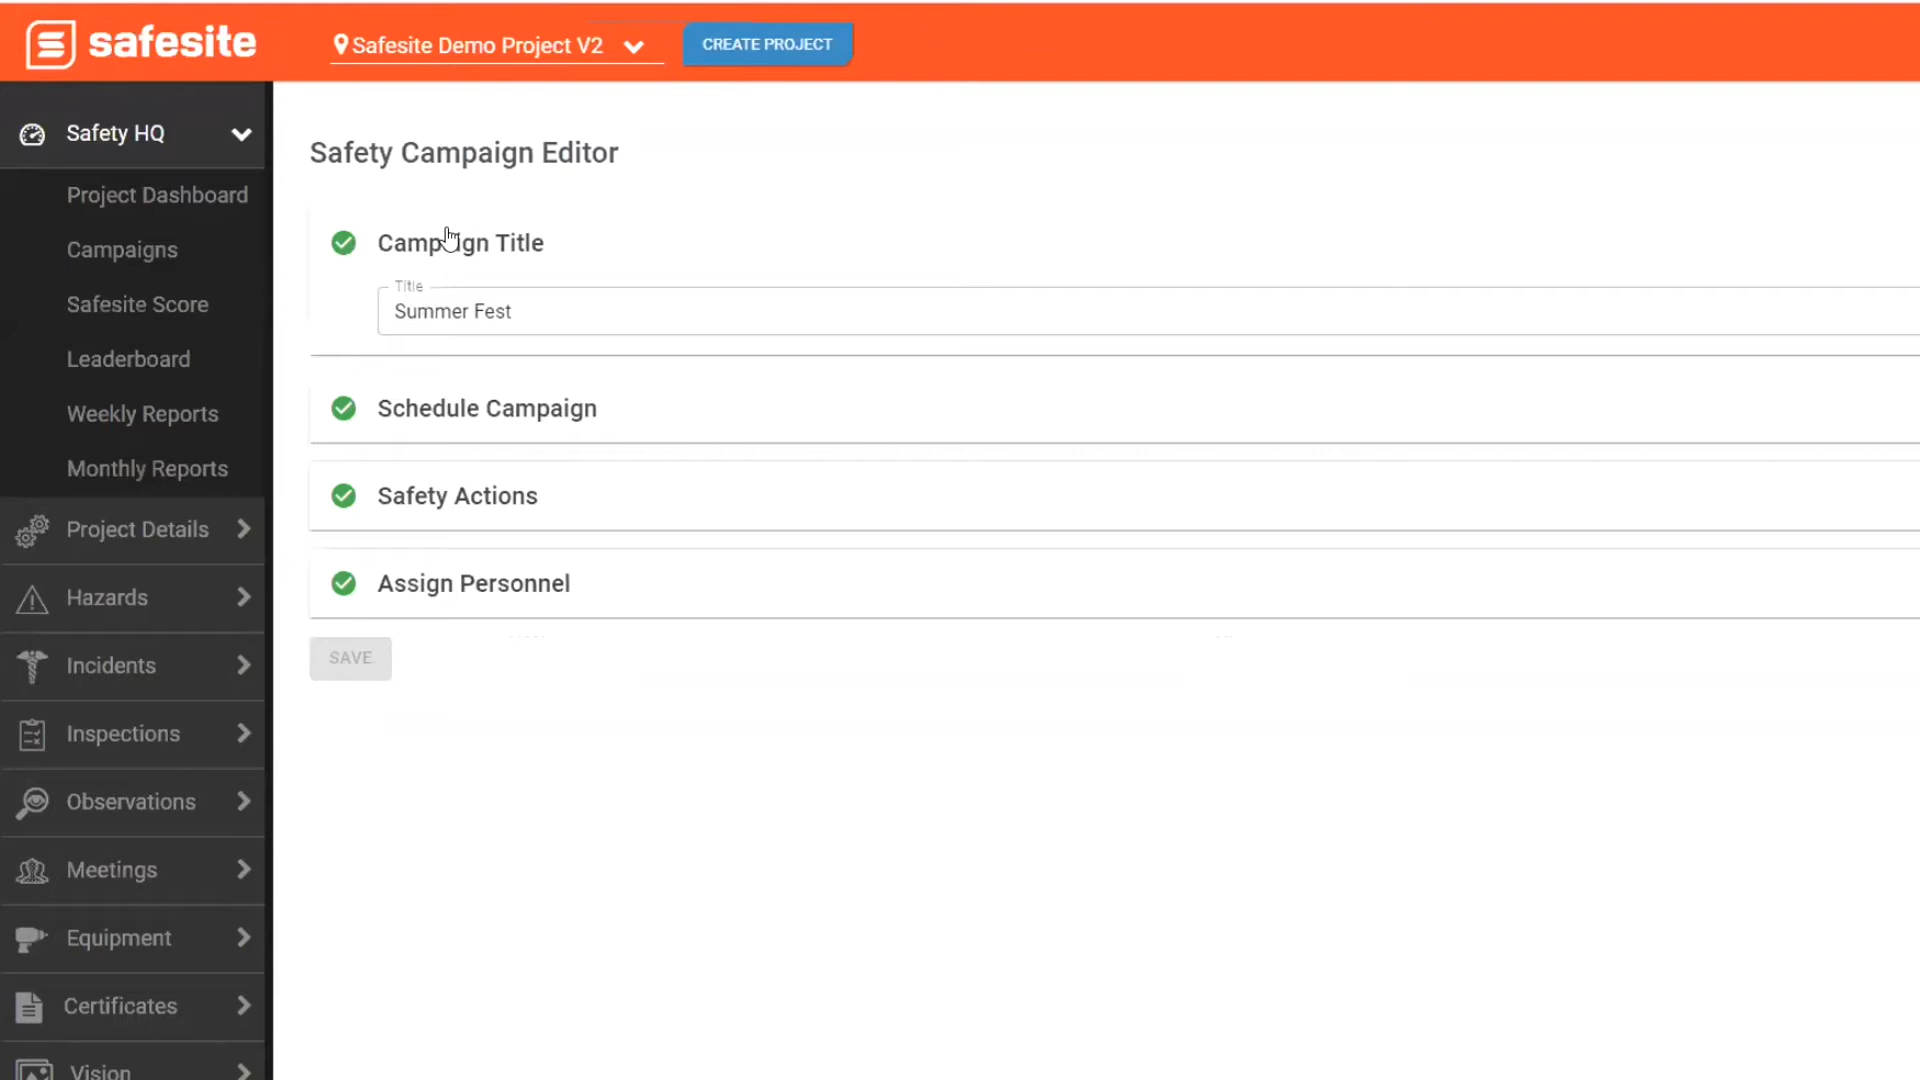 safesite
Safesite Demo Project V2
CREATE PROJECT
Safety HQ
Project Dashboard
Campaigns
Safesite Score
Leaderboard
Weekly Reports
Monthly Reports
Project Details
Hazards
Incidents
Inspections
Observations
Meetings
Equipment
Certificates
Vision
Safety Campaign Editor
Campaign Title
Title
Summer Fest
Schedule Campaign
Safety Actions
Assign Personnel
SAVE